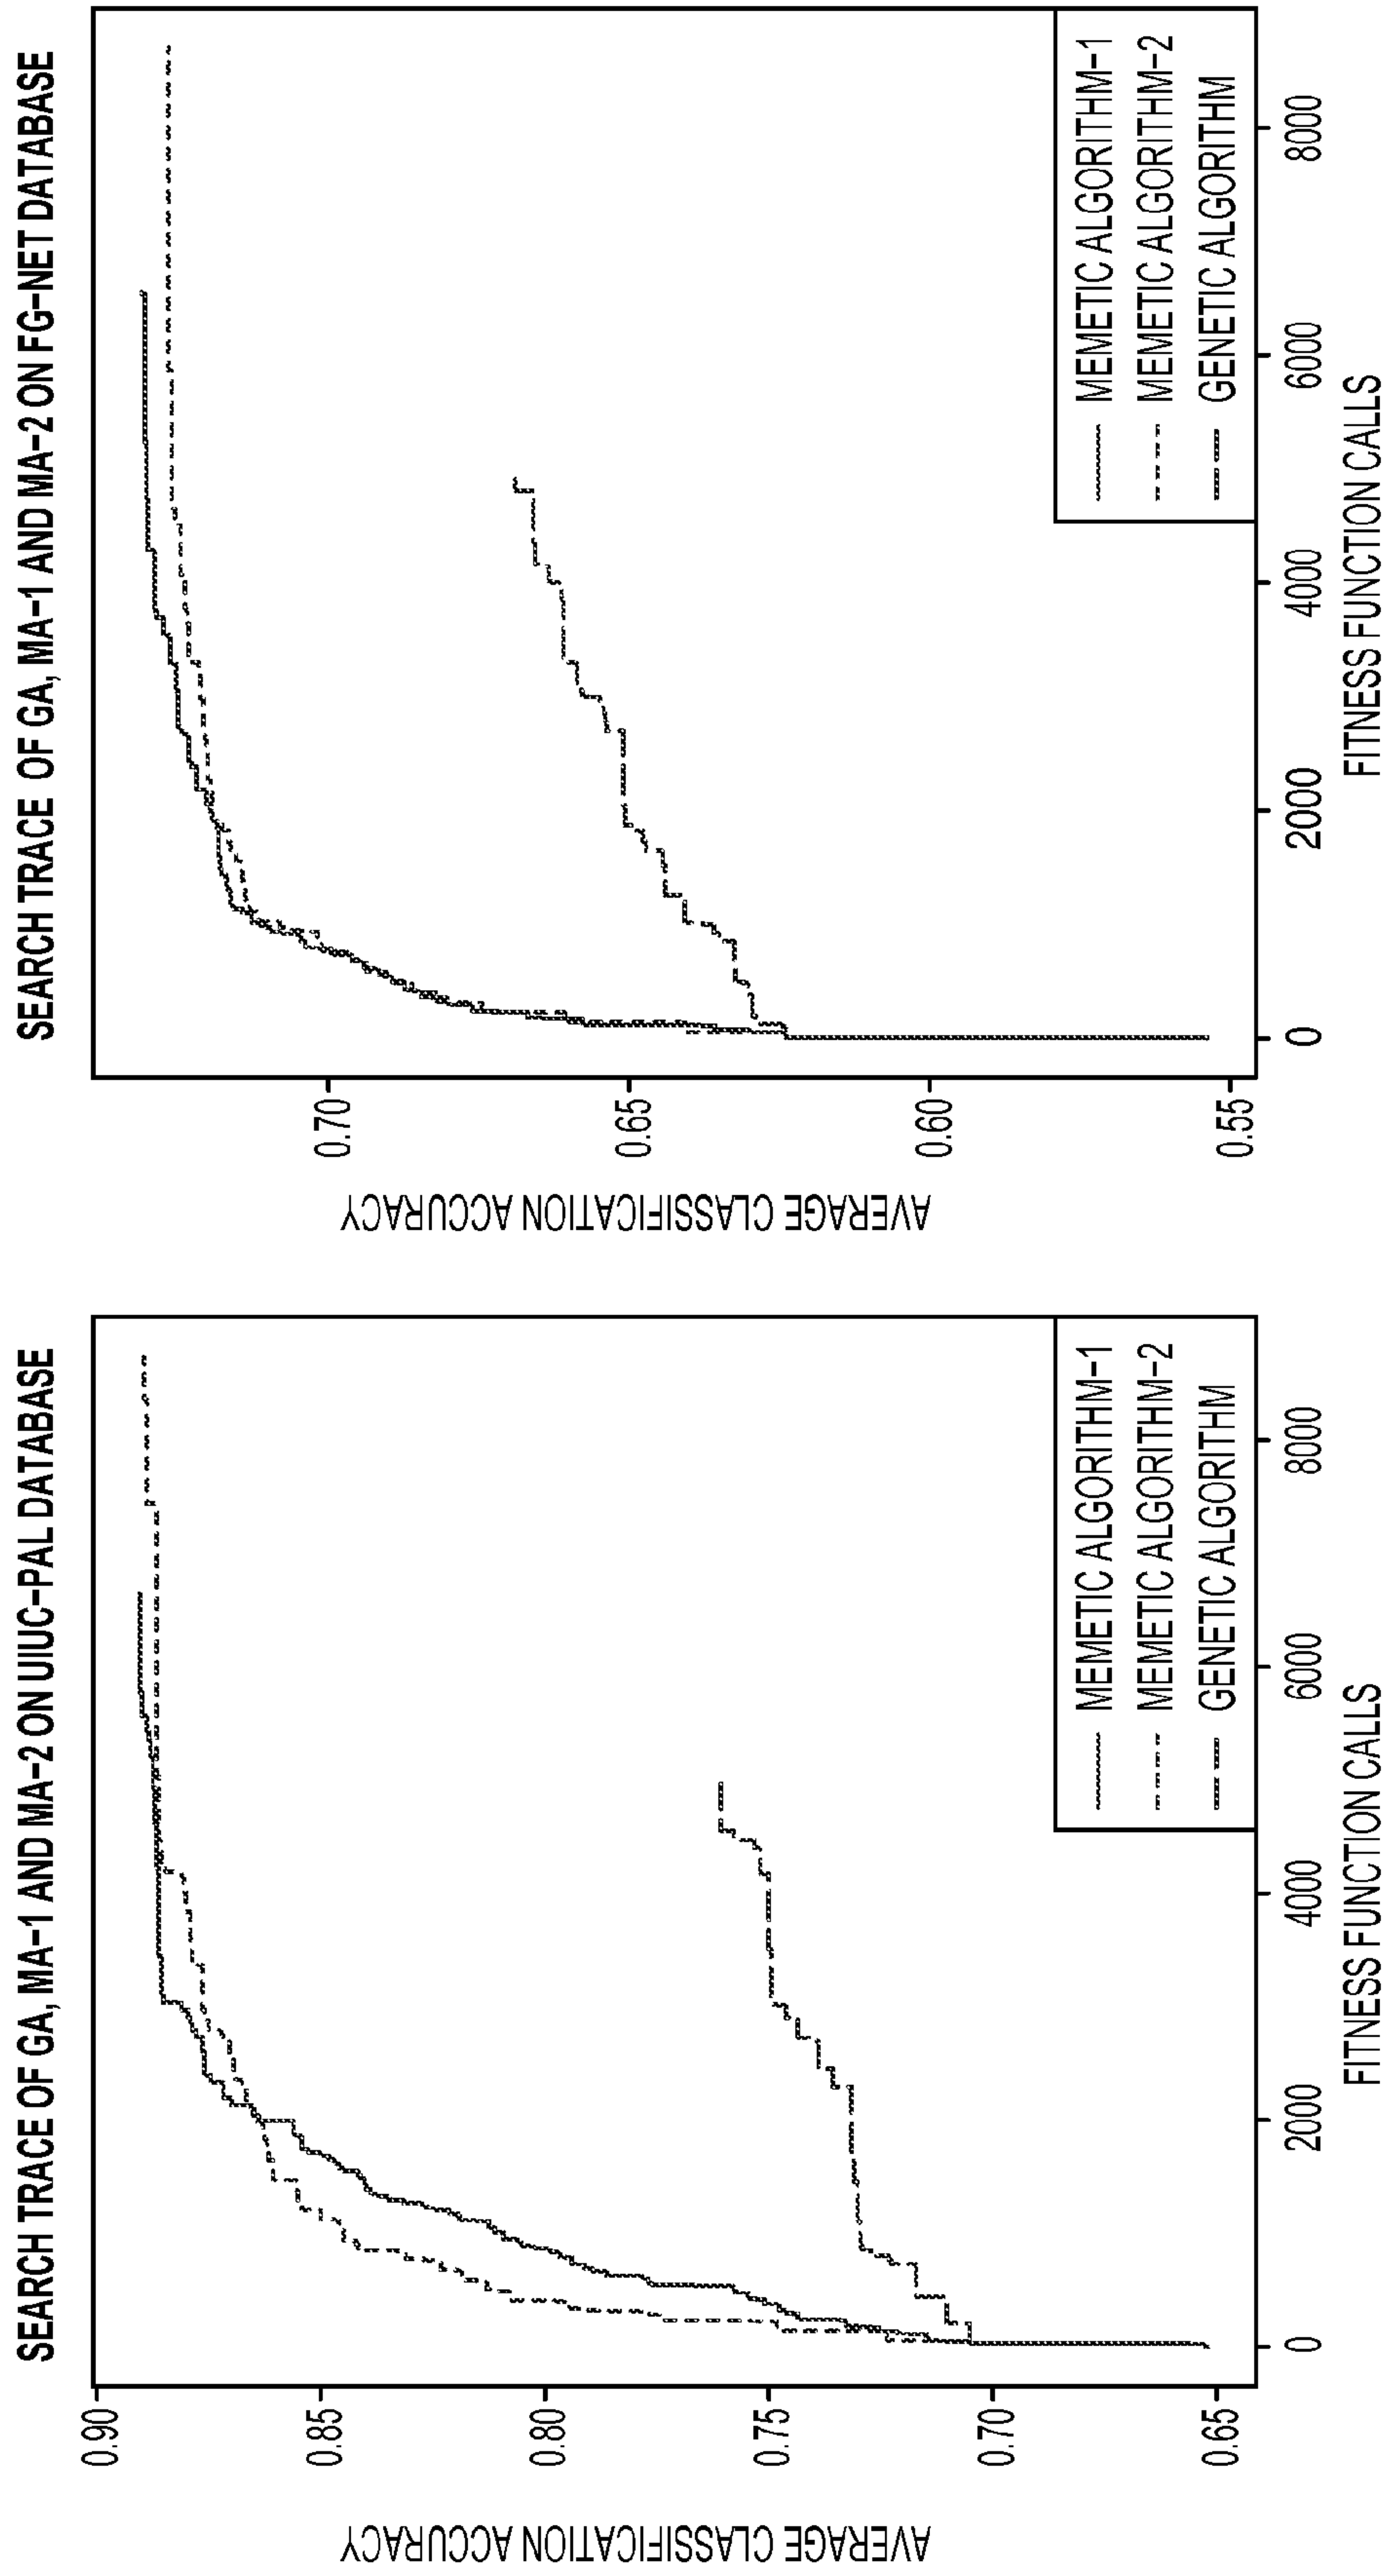 SEARCH TRACE OF GA, MA-1 AND MA-2 ON UIUC-PAL DATABASE
AVERAGE CLASSIFICATION ACCURACY
0.90
0.85
0.80
0.75
0.70
0.65
0
2000
4000
6000
8000
FITNESS FUNCTION CALLS
MEMETIC ALGORITHM-1
MEMETIC ALGORITHM-2
GENETIC ALGORITHM
SEARCH TRACE OF GA, MA-1 AND MA-2 ON FG-NET DATABASE
AVERAGE CLASSIFICATION ACCURACY
0.70
0.65
0.60
0.55
0
2000
4000
6000
8000
FITNESS FUNCTION CALLS
MEMETIC ALGORITHM-1
MEMETIC ALGORITHM-2
GENETIC ALGORITHM